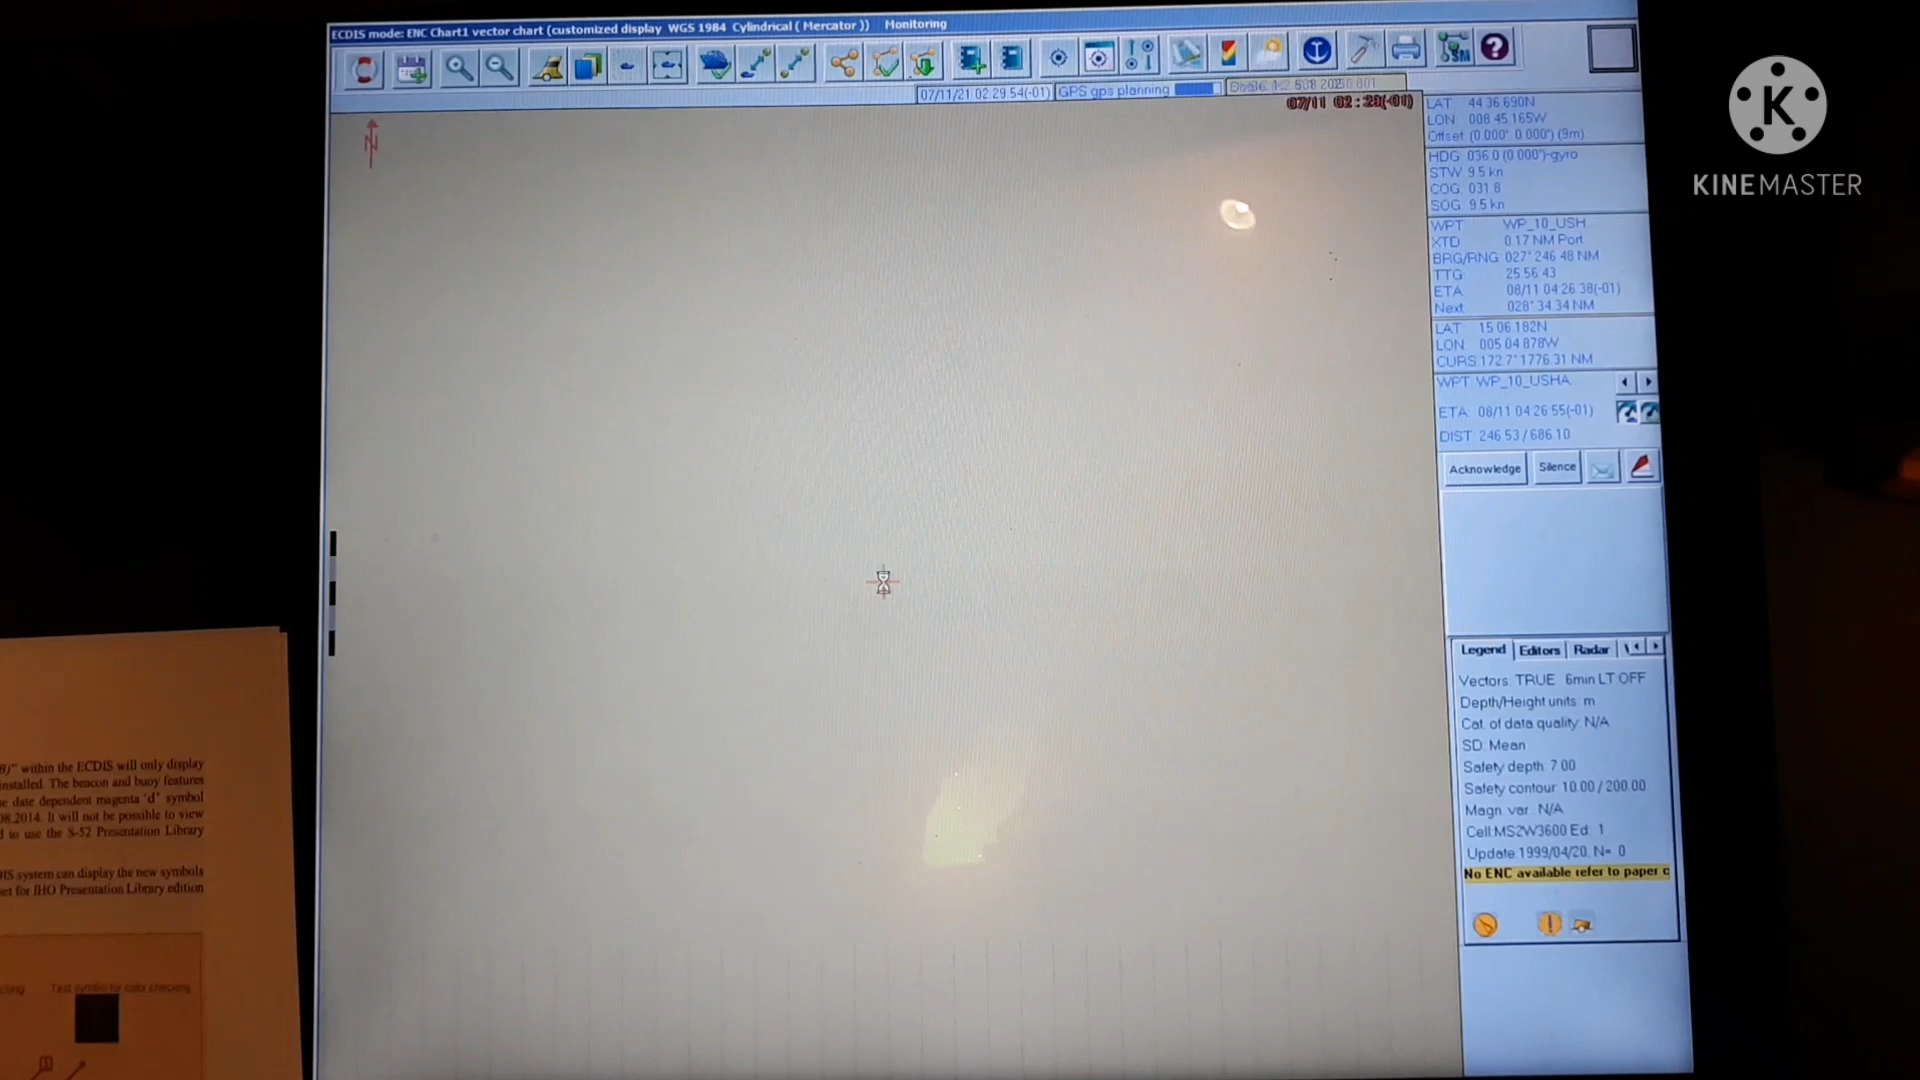 ECDIS mode: ENC Chart1 vector chart (customized display WGS 1984 Cylindrical ( Mercator )) Monitoring
SM
07/11/21 02:29:54(-01) GPS gps planning
07/11 02:29(-01)
N
KINEMASTER
LAT 44 36.690N
LON 008 45.165W
Offset (0.000' 0.000') (9m)
HDG 036.0 (0.000°)-gyro
STW 9.5 kn
COG 031.8
SOG 9.5 kn
WPT WP_10_USH
XTD 0.17 NM Port
BRG/RNG 027° 246.48 NM
TTG 25:56:43
ETA 08/11 04:26:38(-01)
Next 028° 34.34 NM
LAT 15 06.182N
LON 005 04.878W
CURS 172.7° 1776.31 NM
WPT WP_10_USHA
ETA 08/11 04:26:55(-01)
DIST 246.53 / 686.10
Acknowledge Silence
Legend Editors Radar
Vectors: TRUE 6min LT OFF
Depth/Height units: m
Cat. of data quality: N/A
SD: Mean
Safety depth: 7.00
Safety contour: 10.00 / 200.00
Magn. var.: N/A
Cell:MS2W3600 Ed. 1
Update 1999/04/20. N= 0
No ENC available refer to paper c
B)" within the ECDIS will only display
installed. The beacon and buoy features
e date dependent magenta 'd' symbol
08.2014. It will not be possible to view
d to use the S-52 Presentation Library
DIS system can display the new symbols
set for IHO Presentation Library edition
Test symbol for color checking